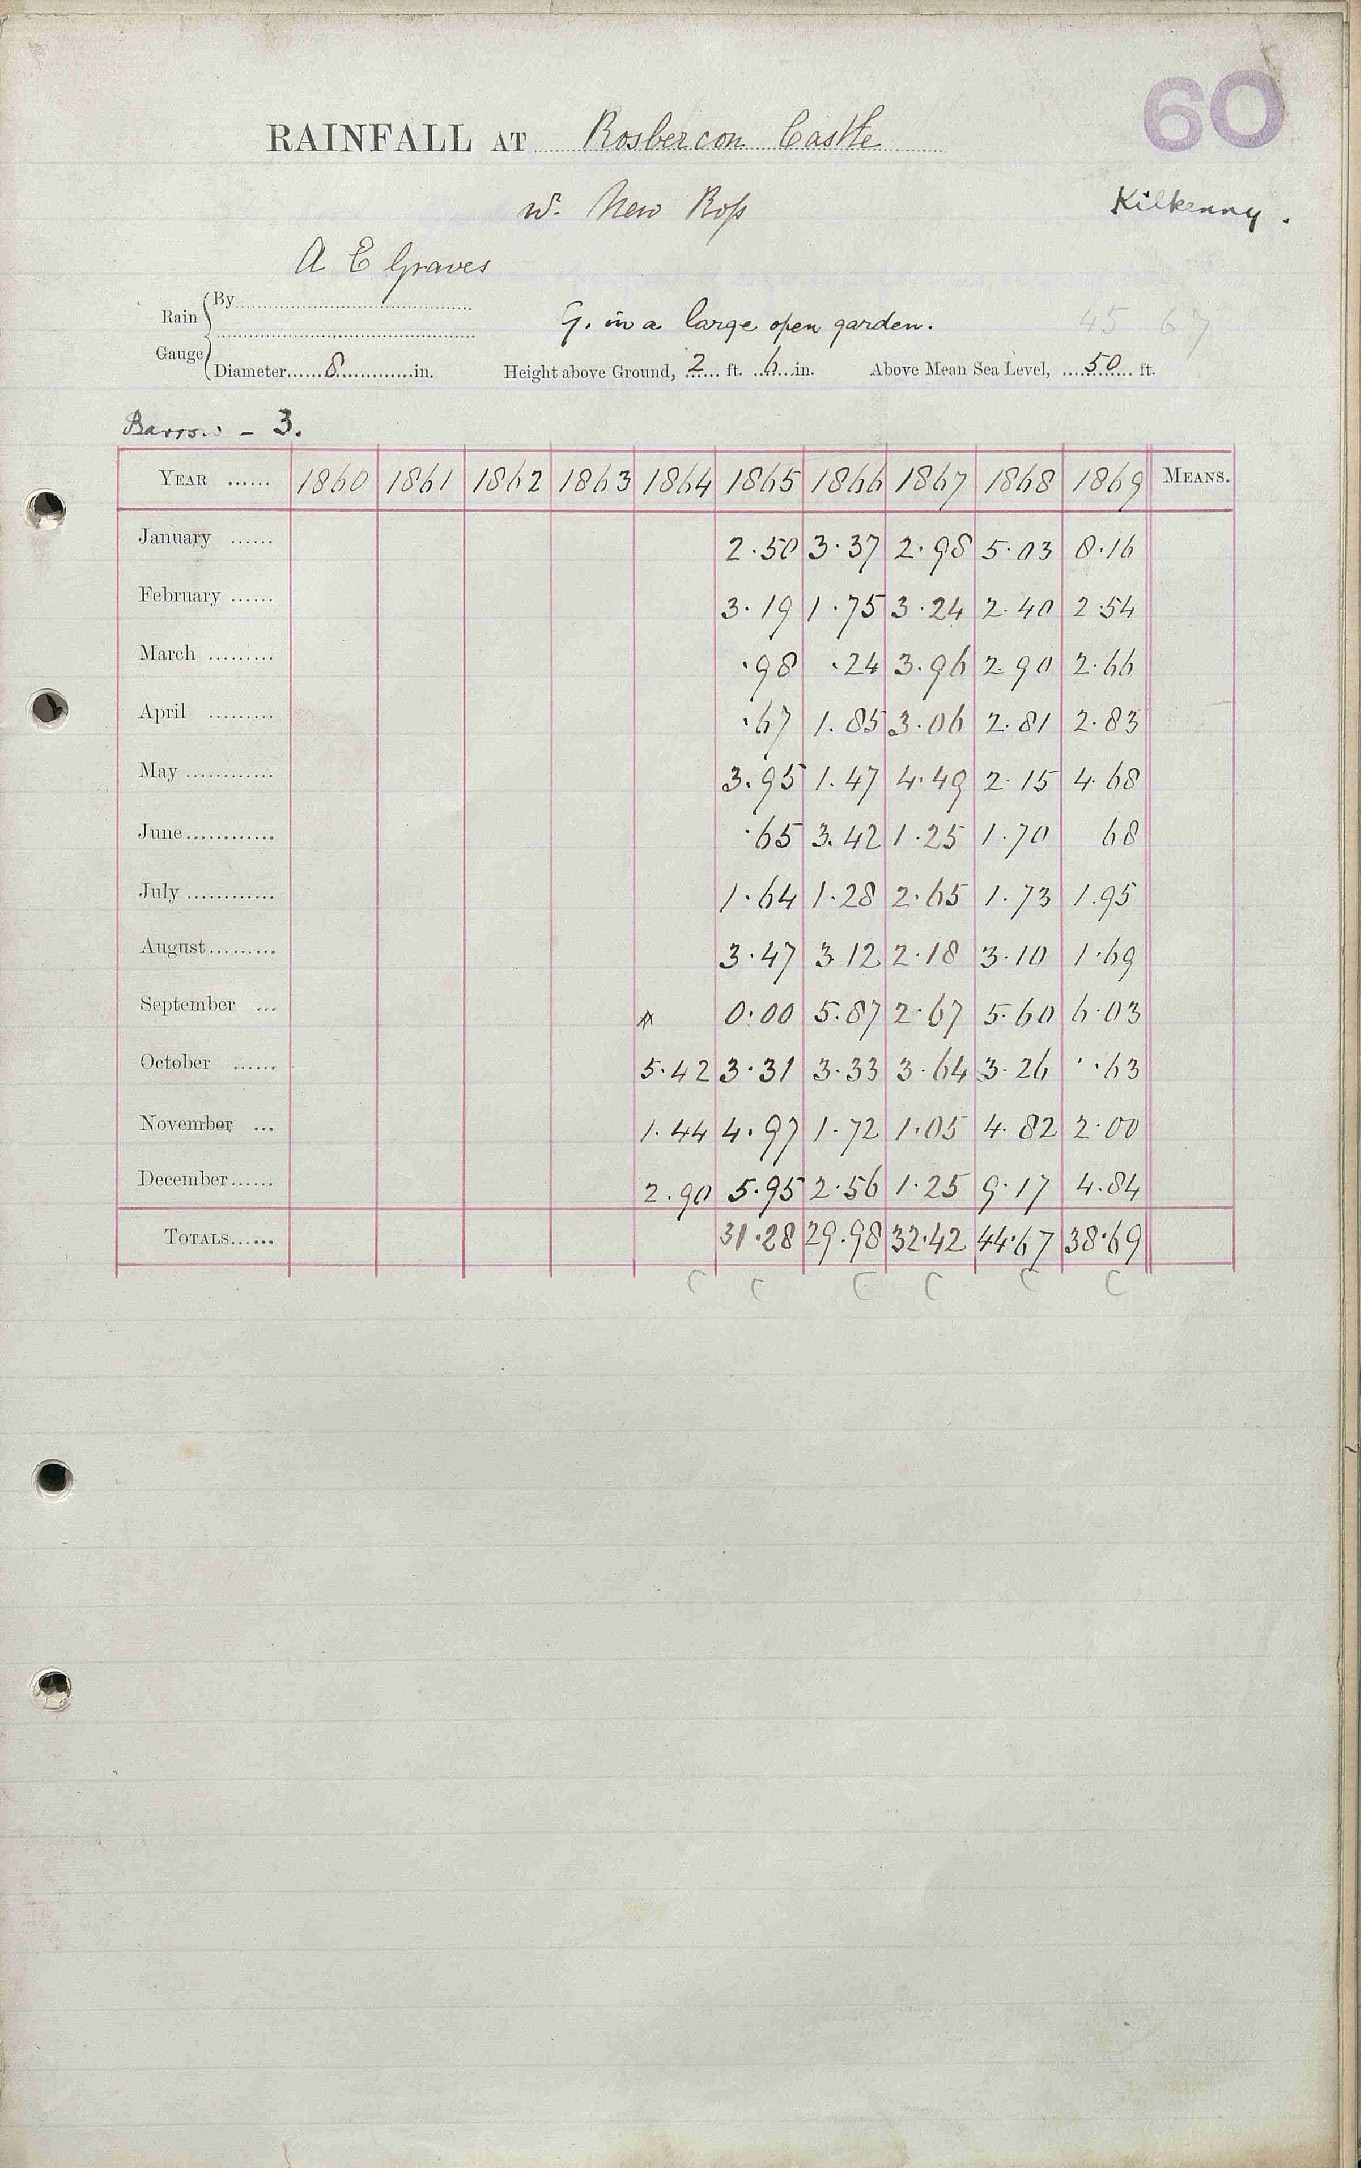 60
RAINFALL AT Rosbercon Castle
Nr. New Ross Kilkenny.
A E Graves
Rain Gauge { By
G. in a large open garden. 45 67
Diameter 8 in. Height above Ground, 2 ft. 6 in. Above Mean Sea Level, 50 ft.
Barrow - 3.
YEAR ...... 1860 1861 1862 1863 1864 1865 1866 1867 1868 1869 MEANS.
January ...... 2.50 3.37 2.98 5.03 8.16
February ...... 3.19 1.75 3.24 2.40 2.54
March ......... .98 .24 3.96 2.90 2.66
April ......... .67 1.85 3.06 2.81 2.83
May ............ 3.95 1.47 4.49 2.15 4.68
June ............ .65 3.42 1.25 1.70 68
July ............ 1.64 1.28 2.65 1.73 1.95
August ......... 3.47 3.12 2.18 3.10 1.69
September ... 0.00 5.87 2.67 5.60 6.03
October ...... 5.42 3.31 3.33 3.64 3.26 .63
November ... 1.44 4.97 1.72 1.05 4.82 2.00
December ...... 2.90 5.95 2.56 1.25 9.17 4.84
TOTALS ...... 31.28 29.98 32.42 44.67 38.69
C C C C C C